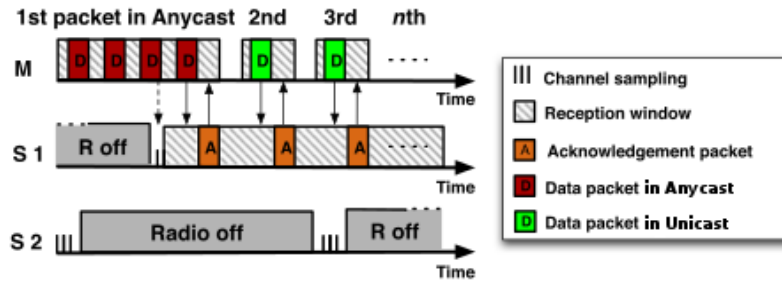 1st packet in Anycast 2nd 3rd nth
M D D D D D D
Time
S 1 R off A A A
Time
S 2 Radio off R off
Time
Channel sampling
Reception window
A Acknowledgement packet
D Data packet in Anycast
D Data packet in Unicast